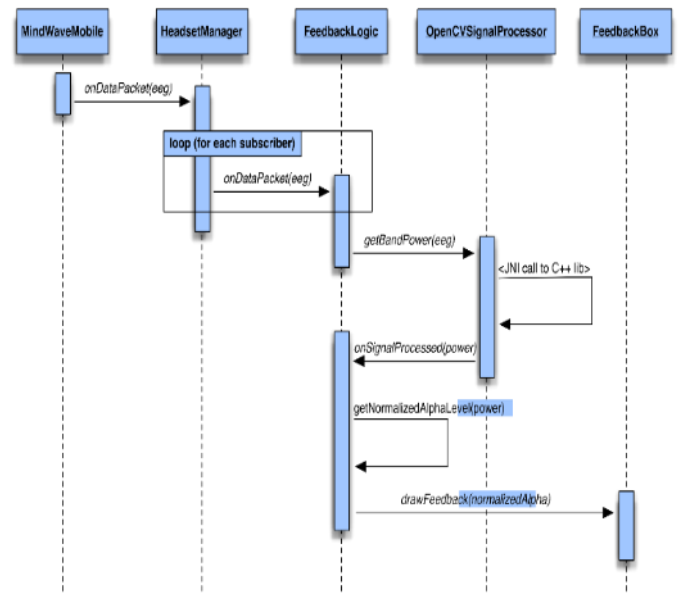 MindWaveMobile
HeadsetManager
FeedbackLogic
OpenCVSignalProcessor
FeedbackBox
onDataPacket(eeg)
loop (for each subscriber)
onDataPacket(eeg)
getBandPower(eeg)
<JNI call to C++ lib>
onSignalProcessed(power)
getNormalizedAlphaLevel(power)
drawFeedback(normalizedAlpha)